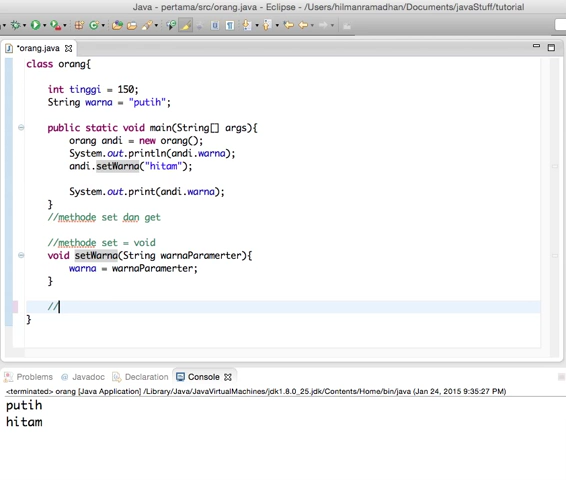 Java - pertama/src/orang.java - Eclipse - /Users/hilmanramadhan/Documents/javaStuff/tutorial
*orang.java
class orang{
int tinggi = 150;
String warna = "putih";
public static void main(String[] args){
orang andi = new orang();
System.out.println(andi.warna);
andi.setWarna("hitam");
System.out.print(andi.warna);
}
//methode set dan get
//methode set = void
void setWarna(String warnaParamerter){
warna = warnaParamerter;
}
//
}
Problems @ Javadoc Declaration Console
<terminated> orang [Java Application] /Library/Java/JavaVirtualMachines/jdk1.8.0_25.jdk/Contents/Home/bin/java (Jan 24, 2015 9:35:27 PM)
putih
hitam